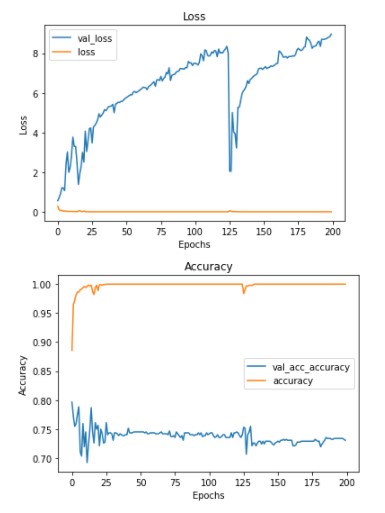 Loss
val_loss
loss
8
6
4
2
0
Loss
0 25 50 75 100 125 150 175 200
Epochs
Accuracy
1.00
0.95
0.90
0.85
0.80
0.75
0.70
Accuracy
val_acc_accuracy
accuracy
0 25 50 75 100 125 150 175 200
Epochs